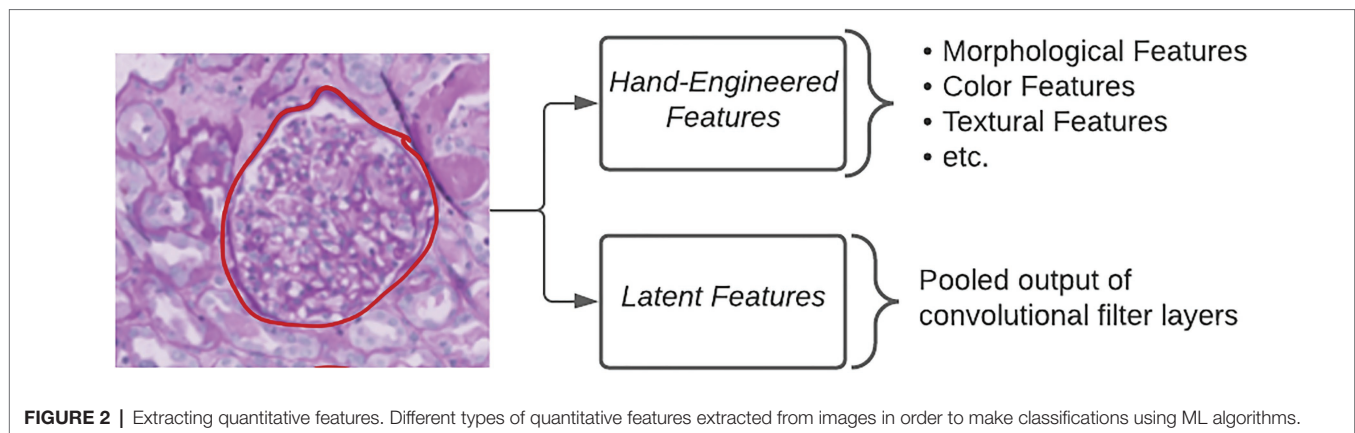 Hand-Engineered
Features
• Morphological Features
• Color Features
• Textural Features
• etc.
Latent Features
Pooled output of
convolutional filter layers
FIGURE 2 | Extracting quantitative features. Different types of quantitative features extracted from images in order to make classifications using ML algorithms.